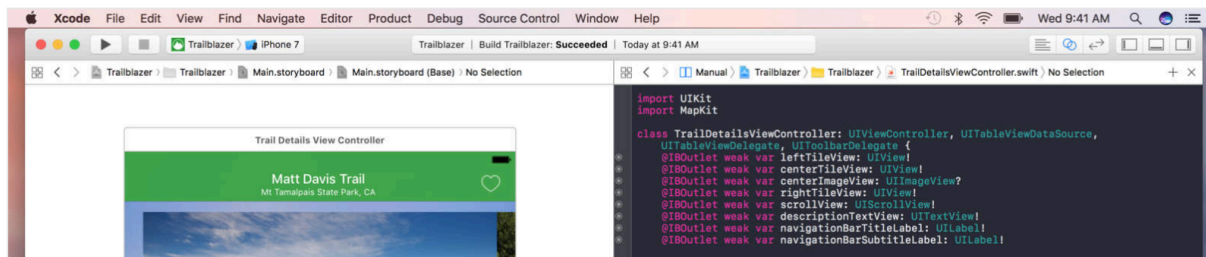 Xcode File Edit View Find Navigate Editor Product Debug Source Control Window Help Wed 9:41 AM
Trailblazer iPhone 7 Trailblazer | Build Trailblazer: Succeeded | Today at 9:41 AM
Trailblazer Trailblazer Main.storyboard Main.storyboard (Base) No Selection
Manual Trailblazer Trailblazer TrailDetailsViewController.swift No Selection
Trail Details View Controller
Matt Davis Trail
Mt Tamalpais State Park, CA
import UIKit
import MapKit
class TrailDetailsViewController: UIViewController, UITableViewDataSource,
UITableViewDelegate, UIToolbarDelegate {
@IBOutlet weak var leftTileView: UIView!
@IBOutlet weak var centerTileView: UIView!
@IBOutlet weak var centerImageView: UIImageView?
@IBOutlet weak var rightTileView: UIView!
@IBOutlet weak var scrollView: UIScrollView!
@IBOutlet weak var descriptionTextView: UITextView!
@IBOutlet weak var navigationBarTitleLabel: UILabel!
@IBOutlet weak var navigationBarSubtitleLabel: UILabel!